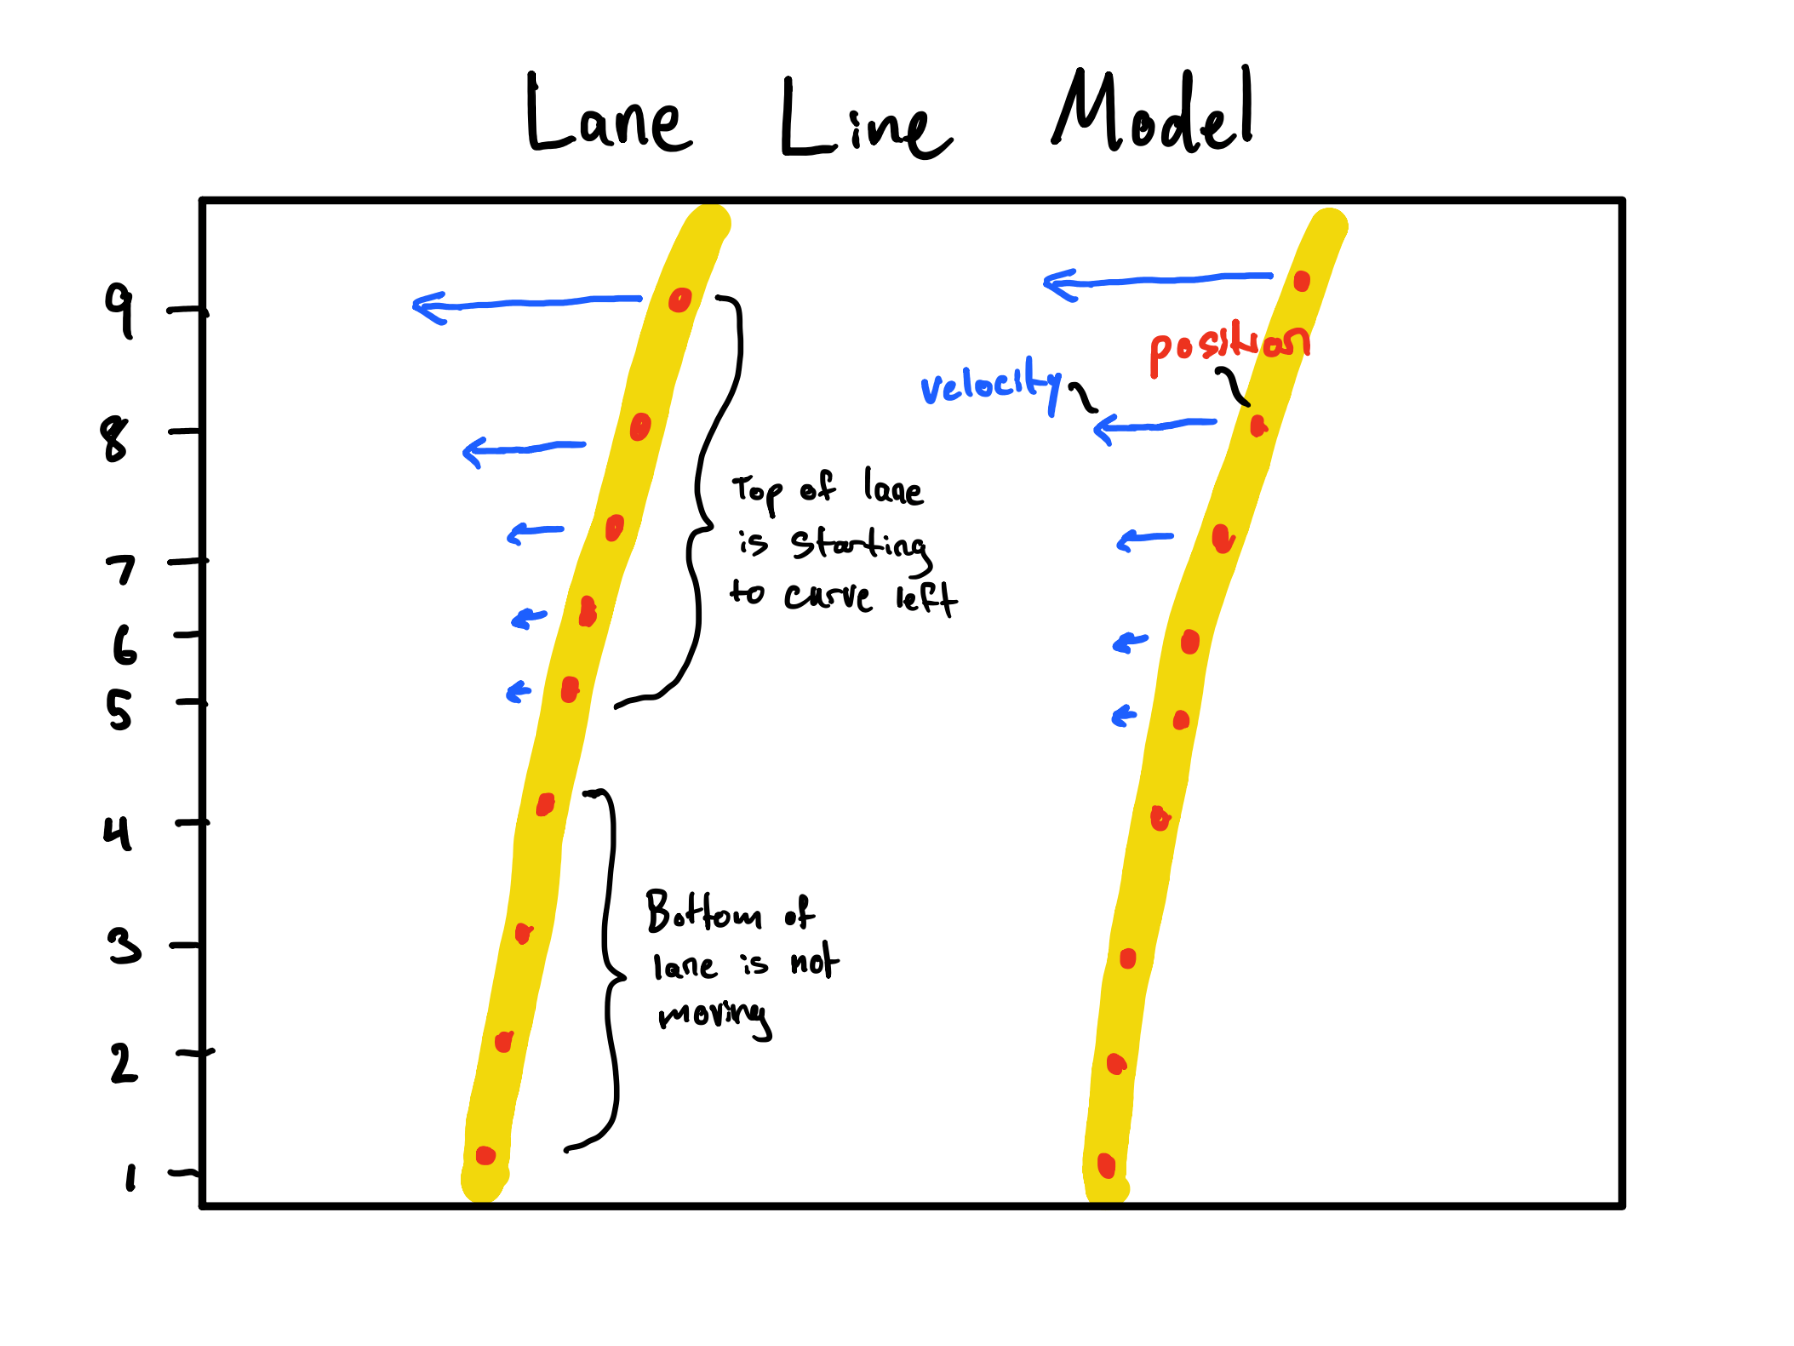 Lane Line Model
9
position
velocity
8
Top of lane
is starting
to curve left
7
6
5
4
Bottom of
lane is not
moving
3
2
1